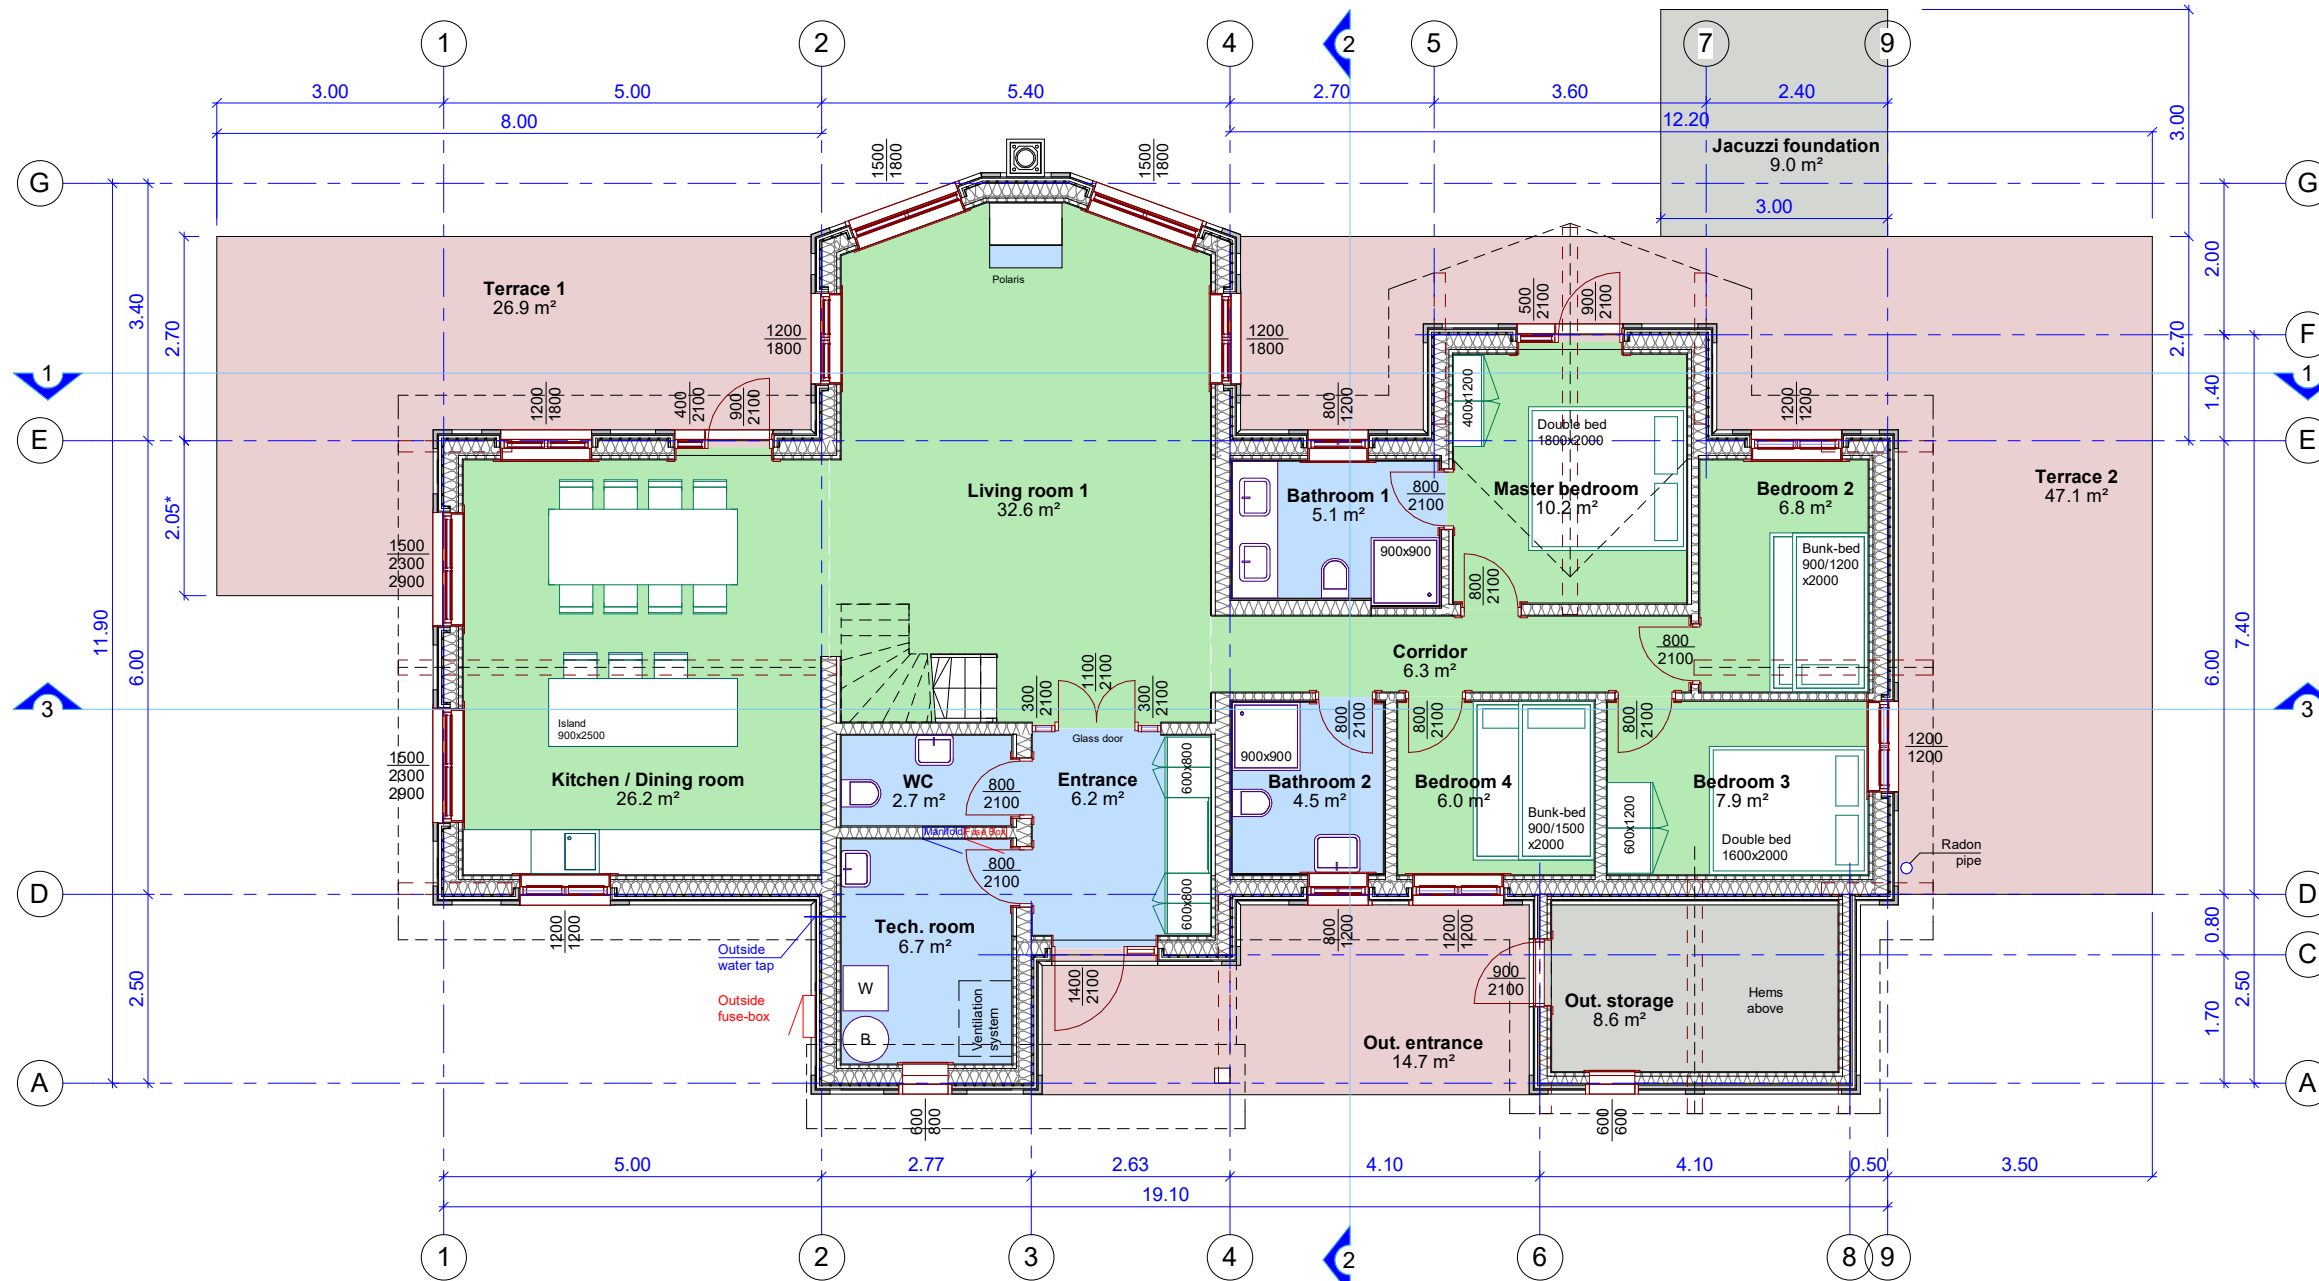 1
2
4
2
5
7
9
3.00
5.00
5.40
2.70
3.60
2.40
8.00
12.20
3.00
Jacuzzi foundation
9.0 m²
3.00
1500
1800
1500
1800
G
G
Terrace 1
26.9 m²
Polaris
3.40
2.70
1200
1800
1200
1800
500
2100
900
2100
2.00
2.70
F
1
1
1200
1800
400
2100
900
2100
800
1200
400x1200
1200
1200
1.40
E
E
Double bed
1800x2000
Living room 1
32.6 m²
Bathroom 1
5.1 m²
800
2100
Master bedroom
10.2 m²
Bedroom 2
6.8 m²
Terrace 2
47.1 m²
2.05*
1500
2300
2900
900x900
Bunk-bed
900/1200
x2000
800
2100
11.90
6.00
7.40
6.00
Corridor
6.3 m²
800
2100
3
3
300
2100
1100
2100
300
2100
Glass door
Island
900x2500
800
2100
800
2100
800
2100
1500
2300
2900
Kitchen / Dining room
26.2 m²
WC
2.7 m²
800
2100
Entrance
6.2 m²
600x800
900x900
Bathroom 2
4.5 m²
Bedroom 4
6.0 m²
Bunk-bed
900/1500
x2000
Bedroom 3
7.9 m²
600x1200
Double bed
1600x2000
1200
1200
Manifold
Fuse Box
800
2100
600x800
Radon
pipe
D
D
1200
1200
Tech. room
6.7 m²
Outside
water tap
800
1200
1200
1200
0.80
C
2.50
Outside
fuse-box
W
B
Ventilation
system
1400
2100
900
2100
Out. storage
8.6 m²
Hems
above
Out. entrance
14.7 m²
1.70
2.50
A
A
600
800
600
600
5.00
2.77
2.63
4.10
4.10
0.50
3.50
19.10
1
2
3
4
2
6
8
9